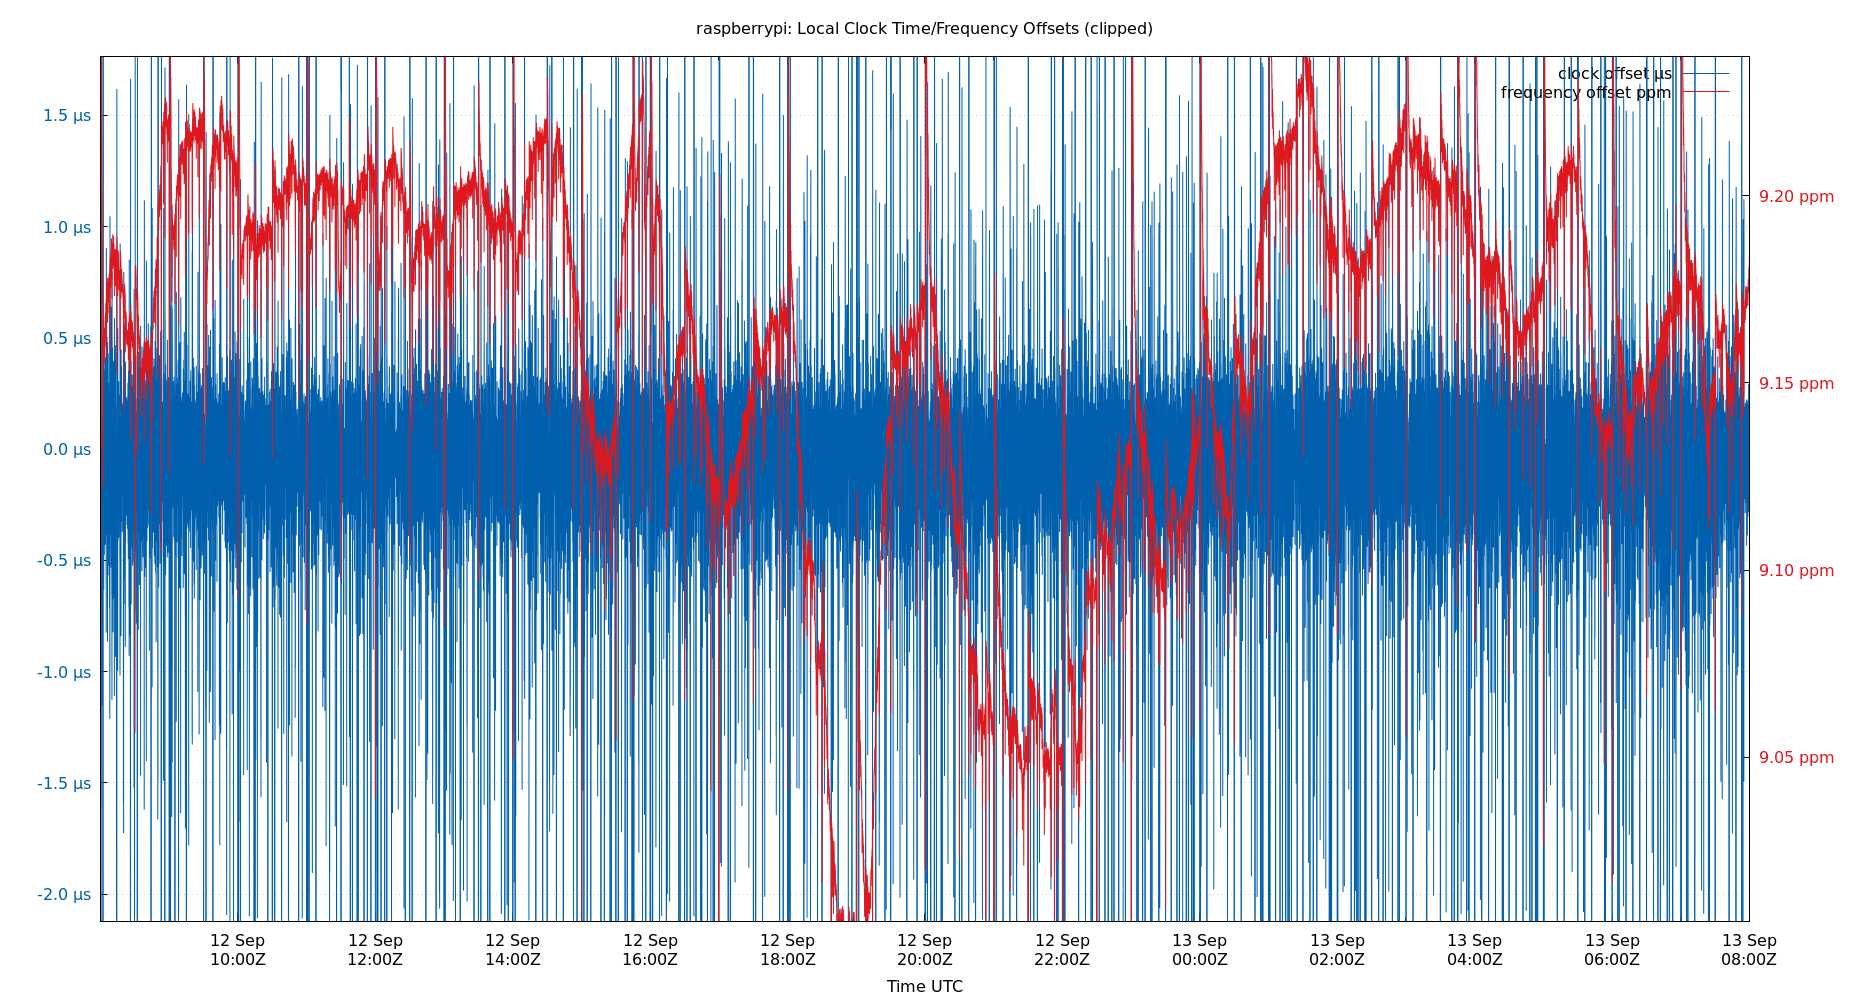 raspberrypi: Local Clock Time/Frequency Offsets (clipped)
clock offset µs
frequency offset ppm
1.5 µs
1.0 µs
0.5 µs
0.0 µs
-0.5 µs
-1.0 µs
-1.5 µs
-2.0 µs
9.20 ppm
9.15 ppm
9.10 ppm
9.05 ppm
12 Sep
10:00Z
12 Sep
12:00Z
12 Sep
14:00Z
12 Sep
16:00Z
12 Sep
18:00Z
12 Sep
20:00Z
12 Sep
22:00Z
13 Sep
00:00Z
13 Sep
02:00Z
13 Sep
04:00Z
13 Sep
06:00Z
13 Sep
08:00Z
Time UTC